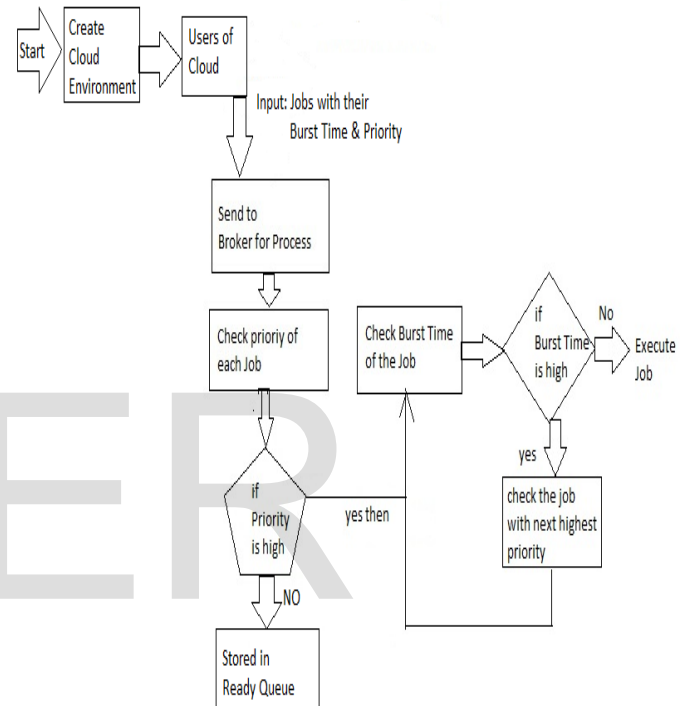 Start
Create
Cloud
Environment
Users of
Cloud
Input: Jobs with their
Burst Time & Priority
Send to
Broker for Process
Check prioriy of
each Job
if
Priority
is high
yes then
NO
Stored in
Ready Queue
Check Burst Time
of the Job
if
Burst Time
is high
No
Execute
Job
yes
check the job
with next highest
priority
ER